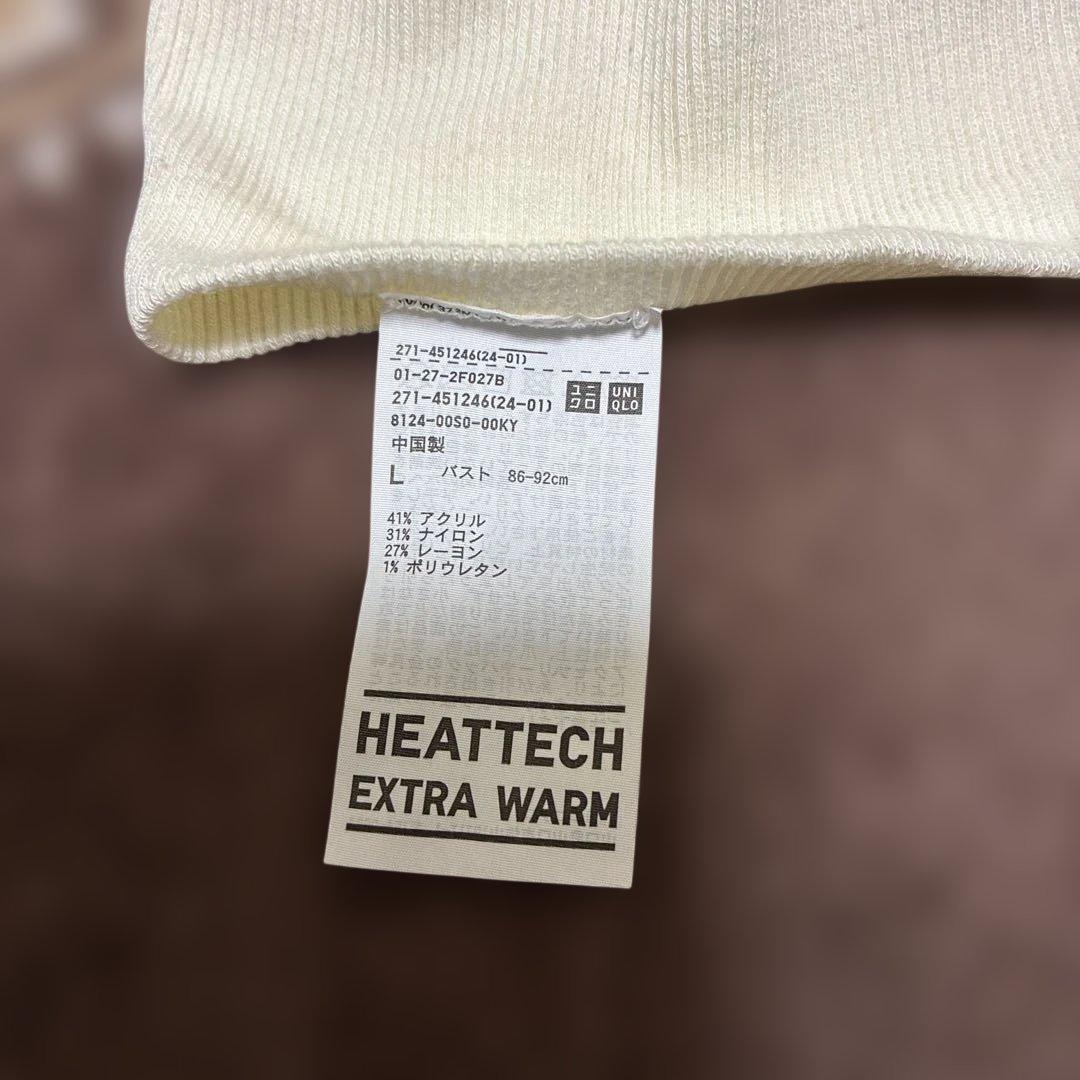 271-451246(24-01)
01-27-2F027B
271-451246(24-01)
ユニ
クロ
UNI
QLO
8124-00S0-00KY
中国製
L バスト 86-92cm
41% アクリル
31% ナイロン
27% レーヨン
1% ポリウレタン
HEATTECH
EXTRA WARM